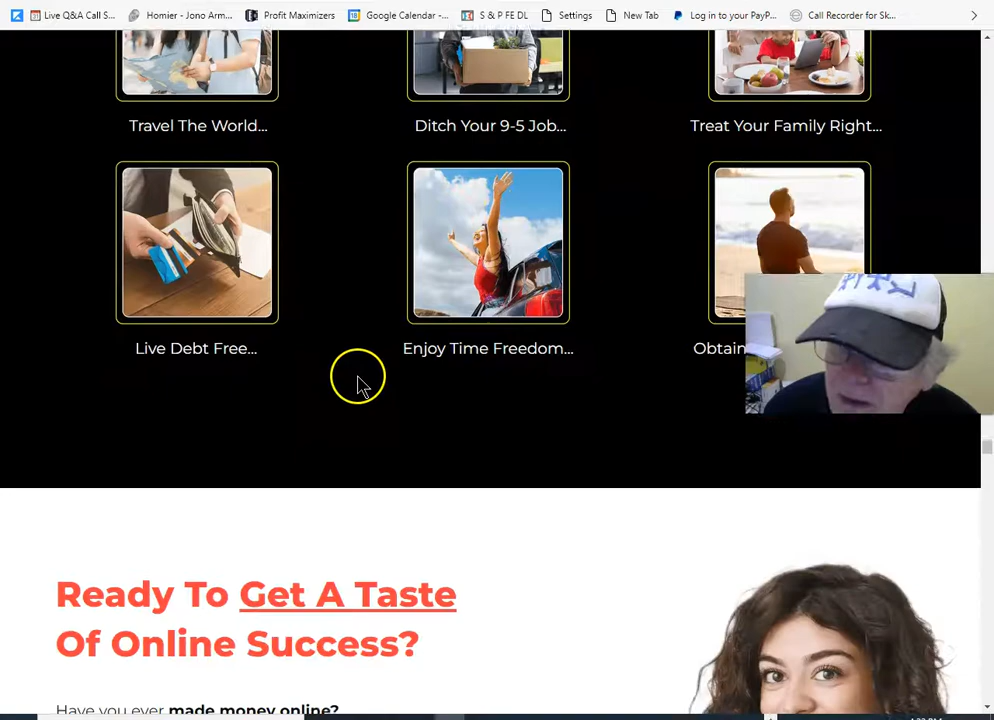 Live Q&A Call S...
Homier - Jono Arm...
Profit Maximizers
Google Calendar -...
S & P FE DL
Settings
New Tab
Log in to your PayP...
Call Recorder for Sk...
Travel The World...
Ditch Your 9-5 Job...
Treat Your Family Right...
Live Debt Free...
Enjoy Time Freedom...
Obtain
Ready To Get A Taste
Of Online Success?
Have you ever made money online?